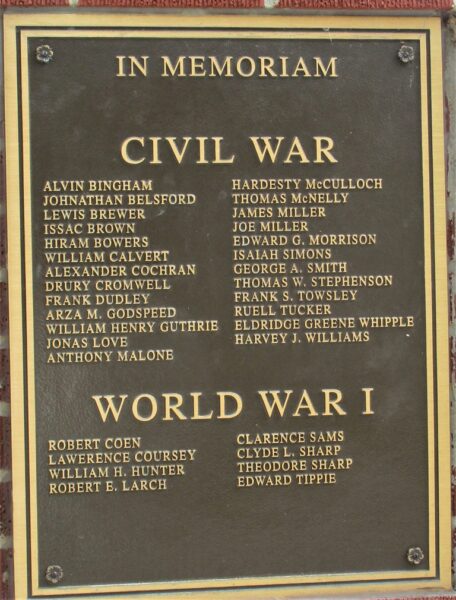 IN MEMORIAM
CIVIL WAR
ALVIN BINGHAM
JOHNATHAN BELSFORD
LEWIS BREWER
ISSAC BROWN
HIRAM BOWERS
WILLIAM CALVERT
ALEXANDER COCHRAN
DRURY CROMWELL
FRANK DUDLEY
ARZA M. GODSPEED
WILLIAM HENRY GUTHRIE
JONAS LOVE
ANTHONY MALONE
HARDESTY McCULLOCH
THOMAS McNELLY
JAMES MILLER
JOE MILLER
EDWARD G. MORRISON
ISAIAH SIMONS
GEORGE A. SMITH
THOMAS W. STEPHENSON
FRANK S. TOWSLEY
RUELL TUCKER
ELDRIDGE GREENE WHIPPLE
HARVEY J. WILLIAMS
WORLD WAR I
ROBERT COEN
LAWERENCE COURSEY
WILLIAM H. HUNTER
ROBERT E. LARCH
CLARENCE SAMS
CLYDE L. SHARP
THEODORE SHARP
EDWARD TIPPIE